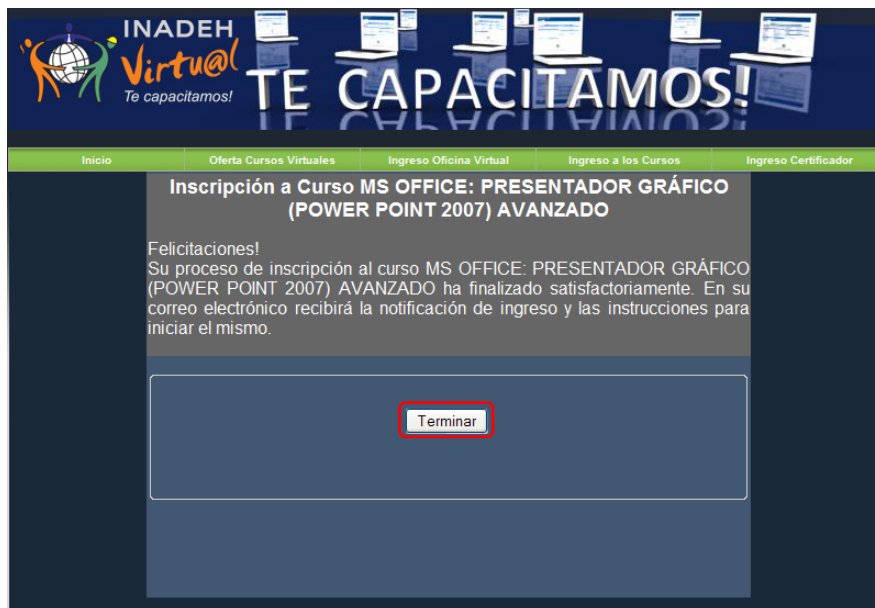 INADEH
Virtu@l
Te capacitamos!
TE CAPACITAMOS!
Inicio
Oferta Cursos Virtuales
Ingreso Oficina Virtual
Ingreso a los Cursos
Ingreso Certificador
Inscripción a Curso MS OFFICE: PRESENTADOR GRÁFICO
(POWER POINT 2007) AVANZADO
Felicitaciones!
Su proceso de inscripción al curso MS OFFICE: PRESENTADOR GRÁFICO
(POWER POINT 2007) AVANZADO ha finalizado satisfactoriamente. En su
correo electrónico recibirá la notificación de ingreso y las instrucciones para
iniciar el mismo.
Terminar